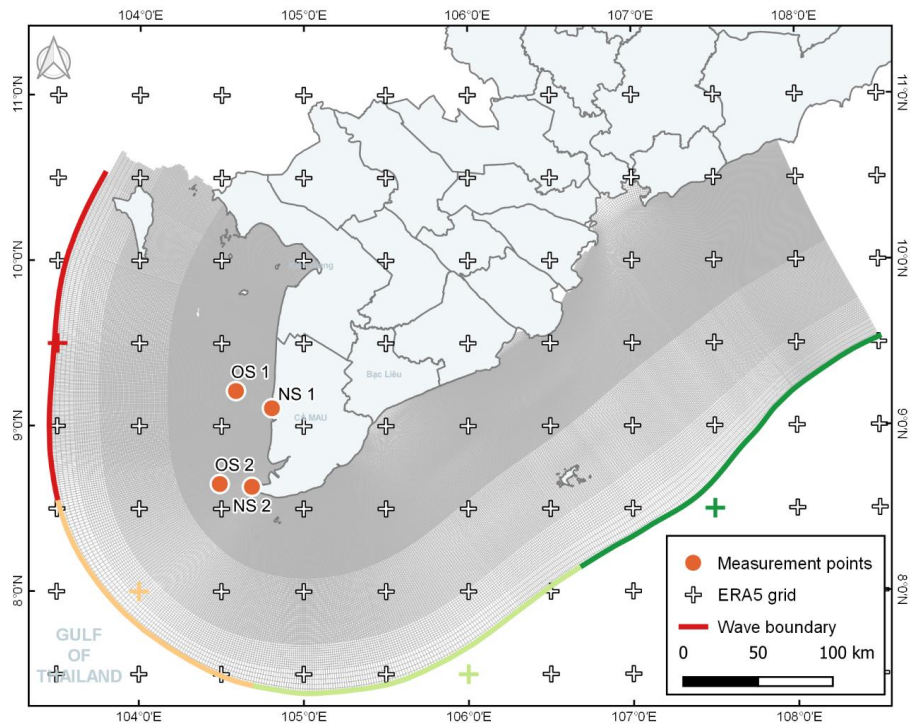 104°0'E 105°0'E 106°0'E 107°0'E 108°0'E
11°0'N 11°0'N
10°0'N 10°0'N
OS 1
NS 1
Bạc Liêu
CÀ MAU
9°0'N 9°0'N
OS 2
NS 2
Measurement points
ERA5 grid
Wave boundary
0 50 100 km
8°0'N 8°0'N
GULF
OF
THAILAND
104°0'E 105°0'E 106°0'E 107°0'E 108°0'E